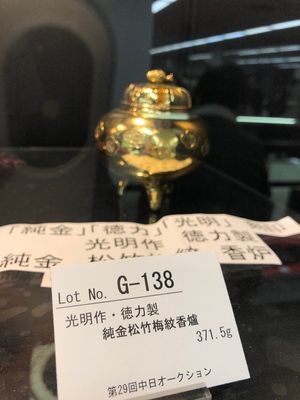 「純金」「徳力」「光明」
光明作 徳力製
純金 松竹梅紋 香炉
Lot No. G-138
光明作・徳力製
純金松竹梅紋香爐
371.5g
第29回中日オークション